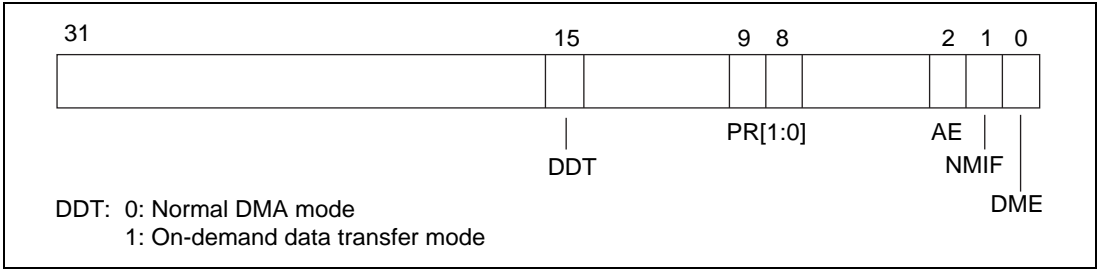 31 15 9 8 2 1 0
PR[1:0] AE
DDT NMIF
DME
DDT: 0: Normal DMA mode
1: On-demand data transfer mode